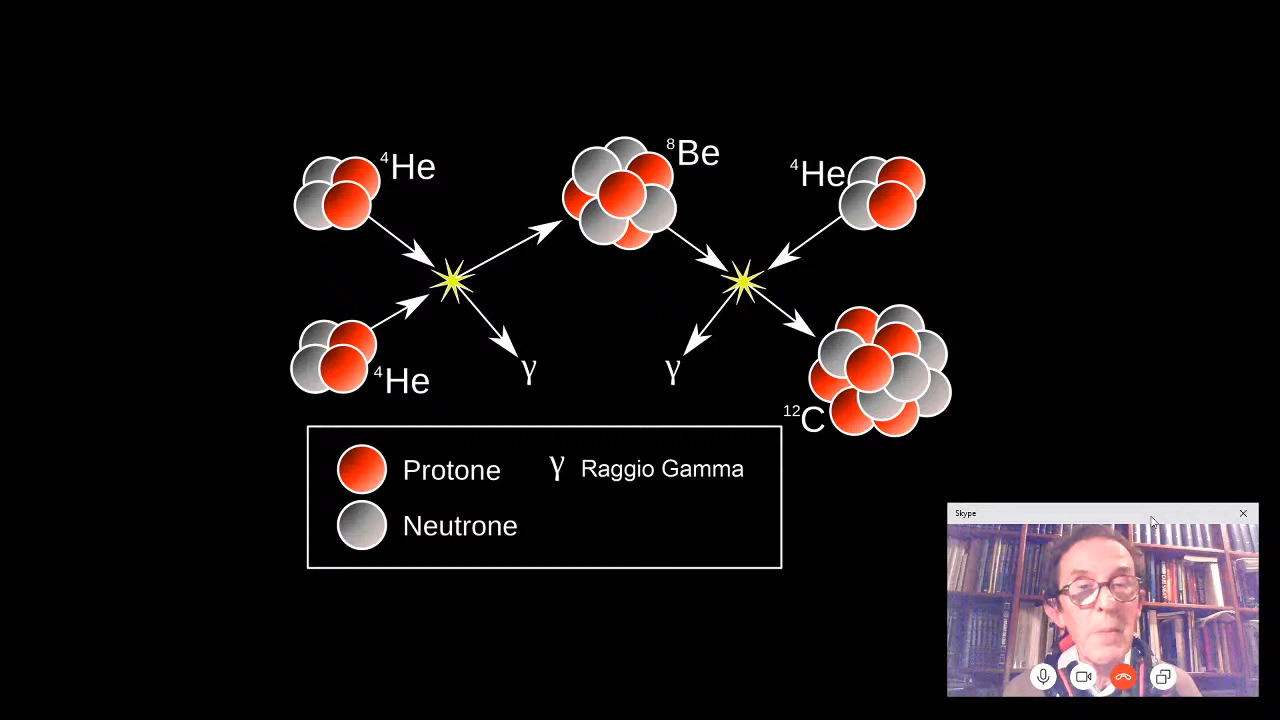 ⁴He
⁸Be
⁴He
⁴He
γ
γ
¹²C
Protone
γ Raggio Gamma
Neutrone
Skype